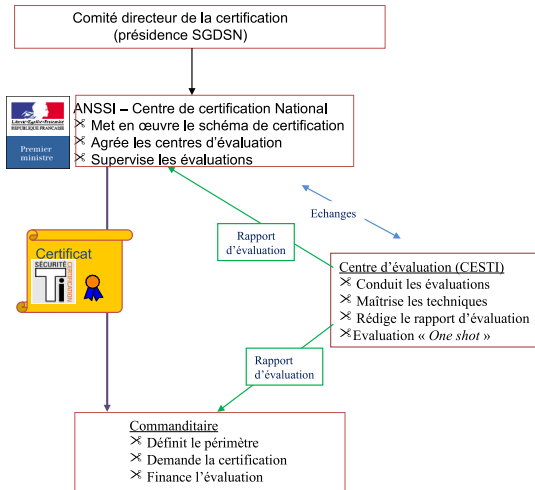 Comité directeur de la certification
(présidence SGDSN)
ANSSI – Centre de certification National
Met en œuvre le schéma de certification
Agrée les centres d'évaluation
Supervise les évaluations
Liberté • Égalité • Fraternité
RÉPUBLIQUE FRANÇAISE
Premier
ministre
Echanges
Rapport
d'évaluation
Certificat
SÉCURITÉ
TI
CERTIFICATION
Centre d'évaluation (CESTI)
Conduit les évaluations
Maîtrise les techniques
Rédige le rapport d'évaluation
Evaluation « One shot »
Rapport
d'évaluation
Commanditaire
Définit le périmètre
Demande la certification
Finance l'évaluation